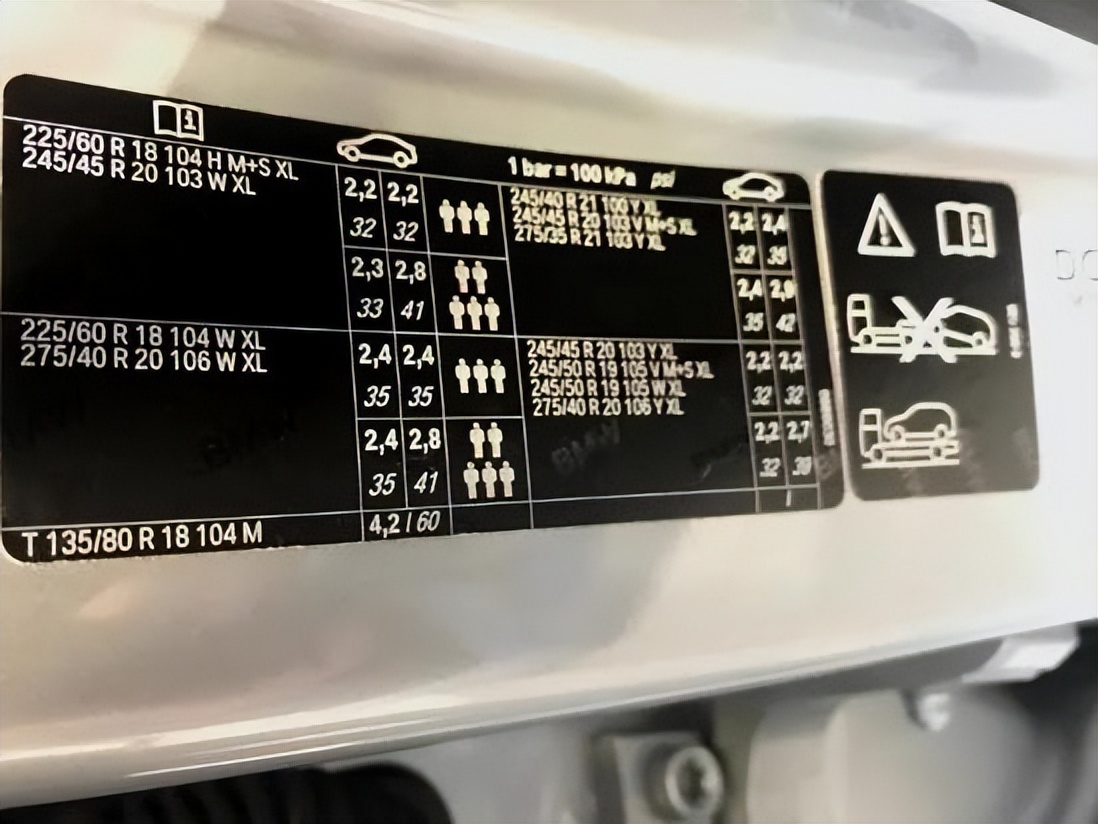 1 bar = 100 kPa psi
225/60 R 18 104 H M+S XL
245/45 R 20 103 W XL
2,2 2,2
32 32
2,3 2,8
33 41
245/40 R 21 100 Y XL
245/45 R 20 103 V M+S XL
275/35 R 21 103 Y XL
2,2 2,4
32 35
2,4 2,9
35 42
225/60 R 18 104 W XL
275/40 R 20 106 W XL
2,4 2,4
35 35
2,4 2,8
35 41
245/45 R 20 103 Y XL
245/50 R 19 105 V M+S XL
245/50 R 19 105 W XL
275/40 R 20 106 Y XL
2,2 2,2
32 32
2,2 2,7
32 39
/
T 135/80 R 18 104 M
4,2 / 60